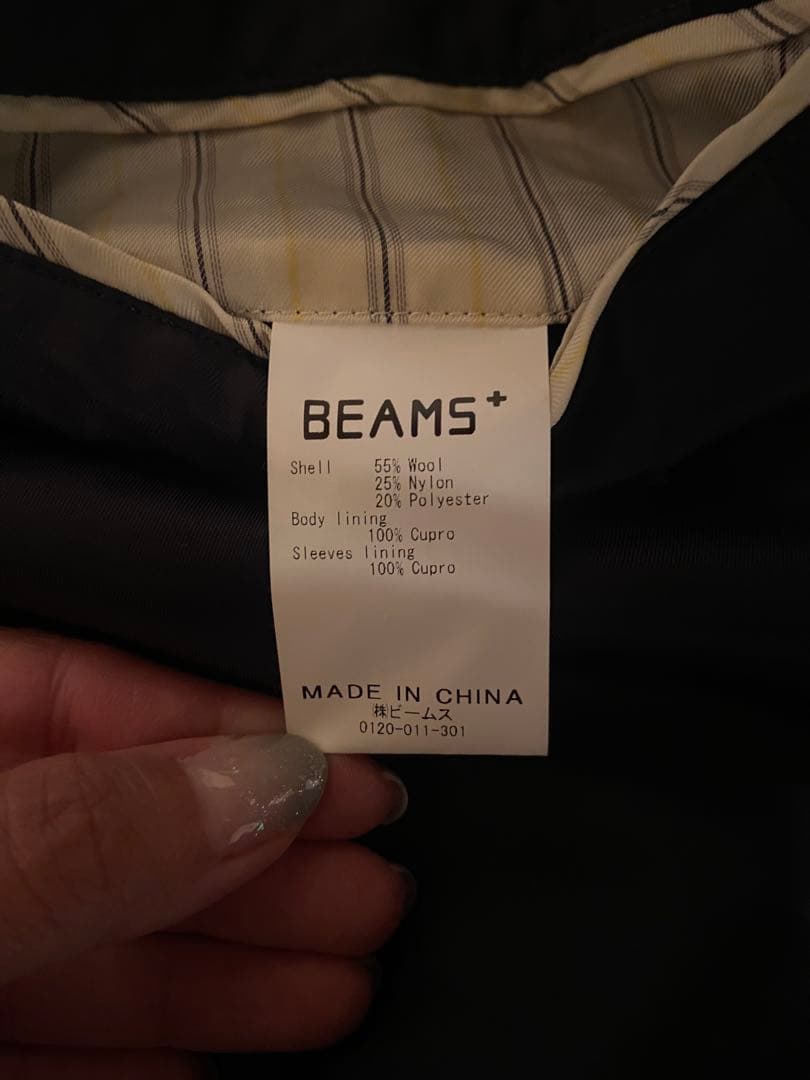 BEAMS+
Shell 55% Wool
25% Nylon
20% Polyester
Body lining
100% Cupro
Sleeves lining
100% Cupro
MADE IN CHINA
㈱ビームス
0120-011-301